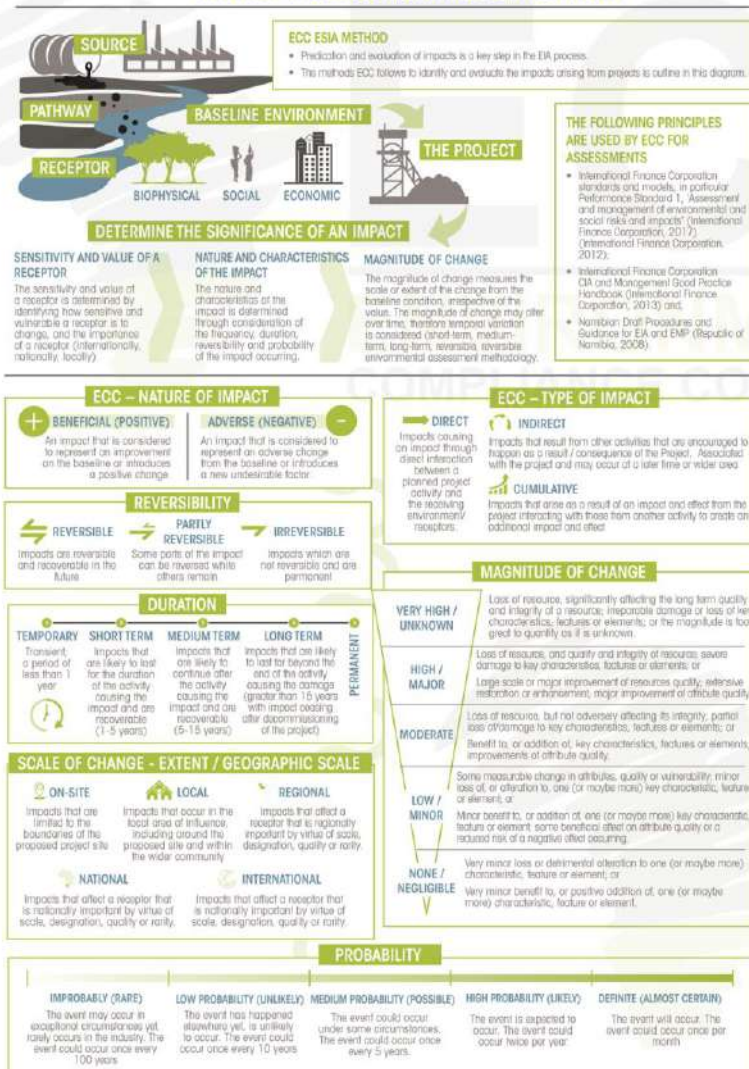 SOURCE
PATHWAY
RECEPTOR
BASELINE ENVIRONMENT
BIOPHYSICAL
SOCIAL
ECONOMIC
THE PROJECT
ECC ESIA METHOD
• Predication and evaluation of impacts is a key step in the EIA process.
• The methods ECC follows to identify and evaluate the impacts arising from projects is outline in this diagram.
THE FOLLOWING PRINCIPLES
ARE USED BY ECC FOR
ASSESSMENTS
• International Finance Corporation
standards and models, in particular
Performance Standard 1, 'Assessment
and management of environmental and
social risks and impacts' (International
Finance Corporation, 2017)
(International Finance Corporation,
2012);
• International Finance Corporation
CIA and Management Good Practice
Handbook (International Finance
Corporation, 2013) and,
• Namibian Draft Procedures and
Guidance for EIA and EMP (Republic of
Namibia, 2008)
DETERMINE THE SIGNIFICANCE OF AN IMPACT
SENSITIVITY AND VALUE OF A
RECEPTOR
The sensitivity and value of
a receptor is determined by
identifying how sensitive and
vulnerable a receptor is to
change, and the importance
of a receptor (internationally,
nationally, locally)
NATURE AND CHARACTERISTICS
OF THE IMPACT
The nature and
characteristics of the
impact is determined
through consideration of
the frequency, duration,
reversibility and probability
of the impact occurring.
MAGNITUDE OF CHANGE
The magnitude of change measures the
scale or extent of the change from the
baseline condition, irrespective of the
value. The magnitude of change may alter
over time, therefore temporal variation
is considered (short-term, medium-
term, long-term, reversible, reversible
environmental assessment methodology.
ECC – NATURE OF IMPACT
BENEFICIAL (POSITIVE)
An impact that is considered
to represent an improvement
on the baseline or introduces
a positive change.
ADVERSE (NEGATIVE)
An impact that is considered to
represent an adverse change
from the baseline or introduces
a new undesirable factor.
ECC – TYPE OF IMPACT
DIRECT
Impacts causing
an impact through
direct interaction
between a
planned project
activity and
the receiving
environment/
receptors.
INDIRECT
Impacts that result from other activities that are encouraged to
happen as a result / consequence of the Project. Associated
with the project and may occur at a later time or wider area
CUMULATIVE
Impacts that arise as a result of an impact and effect from the
project interacting with those from another activity to create an
additional impact and effect
REVERSIBILITY
REVERSIBLE
Impacts are reversible
and recoverable in the
future
PARTLY
REVERSIBLE
Some parts of the impact
can be reversed while
others remain
IRREVERSIBLE
Impacts which are
not reversible and are
permanent
DURATION
TEMPORARY
Transient;
a period of
less than 1
year
SHORT TERM
Impacts that
are likely to last
for the duration
of the activity
causing the
impact and are
recoverable
(1-5 years)
MEDIUM TERM
Impacts that
are likely to
continue after
the activity
causing the
impact and are
recoverable
(5-15 years)
LONG TERM
Impacts that are likely
to last far beyond the
end of the activity
causing the damage
(greater than 15 years
with impact ceasing
after decommissioning
of the project)
PERMANENT
SCALE OF CHANGE - EXTENT / GEOGRAPHIC SCALE
ON-SITE
Impacts that are
limited to the
boundaries of the
proposed project site
LOCAL
Impacts that occur in the
local area of influence,
including around the
proposed site and within
the wider community
REGIONAL
Impacts that affect a
receptor that is regionally
important by virtue of scale,
designation, quality or rarity.
NATIONAL
Impacts that affect a receptor that
is nationally important by virtue of
scale, designation, quality or rarity.
INTERNATIONAL
Impacts that affect a receptor that
is nationally important by virtue of
scale, designation, quality or rarity.
MAGNITUDE OF CHANGE
VERY HIGH /
UNKNOWN
Loss of resource, significantly affecting the long term quality
and integrity of a resource; irreparable damage or loss of key
characteristics, features or elements; or the magnitude is too
great to quantify as it is unknown.
HIGH /
MAJOR
Loss of resource, and quality and integrity of resource; severe
damage to key characteristics, features or elements; or
Large scale or major improvement of resources quality; extensive
restoration or enhancement; major improvement of attribute quality
MODERATE
Loss of resource, but not adversely affecting its integrity; partial
loss of/damage to key characteristics, features or elements; or
Benefit to, or addition of, key characteristics, features or elements;
improvements of attribute quality.
LOW /
MINOR
Some measurable change in attributes, quality or vulnerability; minor
loss of, or alteration to, one (or maybe more) key characteristic, feature
or element; or
Minor benefit to, or addition of, one (or maybe more) key characteristic,
feature or element; some beneficial effect on attribute quality or a
reduced risk of a negative effect occurring.
NONE /
NEGLIGIBLE
Very minor loss or detrimental alteration to one (or maybe more)
characteristic, feature or element; or
Very minor benefit to, or positive addition of, one (or maybe
more) characteristic, feature or element.
PROBABILITY
IMPROBABLY (RARE)
The event may occur in
exceptional circumstances yet,
rarely occurs in the industry. The
event could occur once every
100 years
LOW PROBABILITY (UNLIKELY)
The event has happened
elsewhere yet, is unlikely
to occur. The event could
occur once every 10 years
MEDIUM PROBABILITY (POSSIBLE)
The event could occur
under some circumstances.
The event could occur once
every 5 years.
HIGH PROBABILITY (LIKELY)
The event is expected to
occur. The event could
occur twice per year
DEFINITE (ALMOST CERTAIN)
The event will occur. The
event could occur once per
month